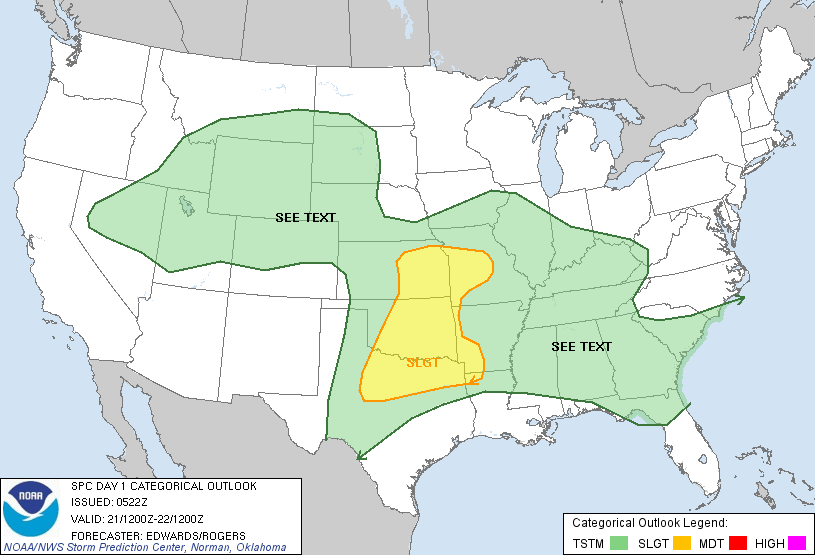 SEE TEXT
SLGT
SEE TEXT
NOAA
SPC DAY 1 CATEGORICAL OUTLOOK
ISSUED: 0522Z
VALID: 21/1200Z-22/1200Z
FORECASTER: EDWARDS/ROGERS
NOAA/NWS Storm Prediction Center, Norman, Oklahoma
Categorical Outlook Legend:
TSTM SLGT MDT HIGH